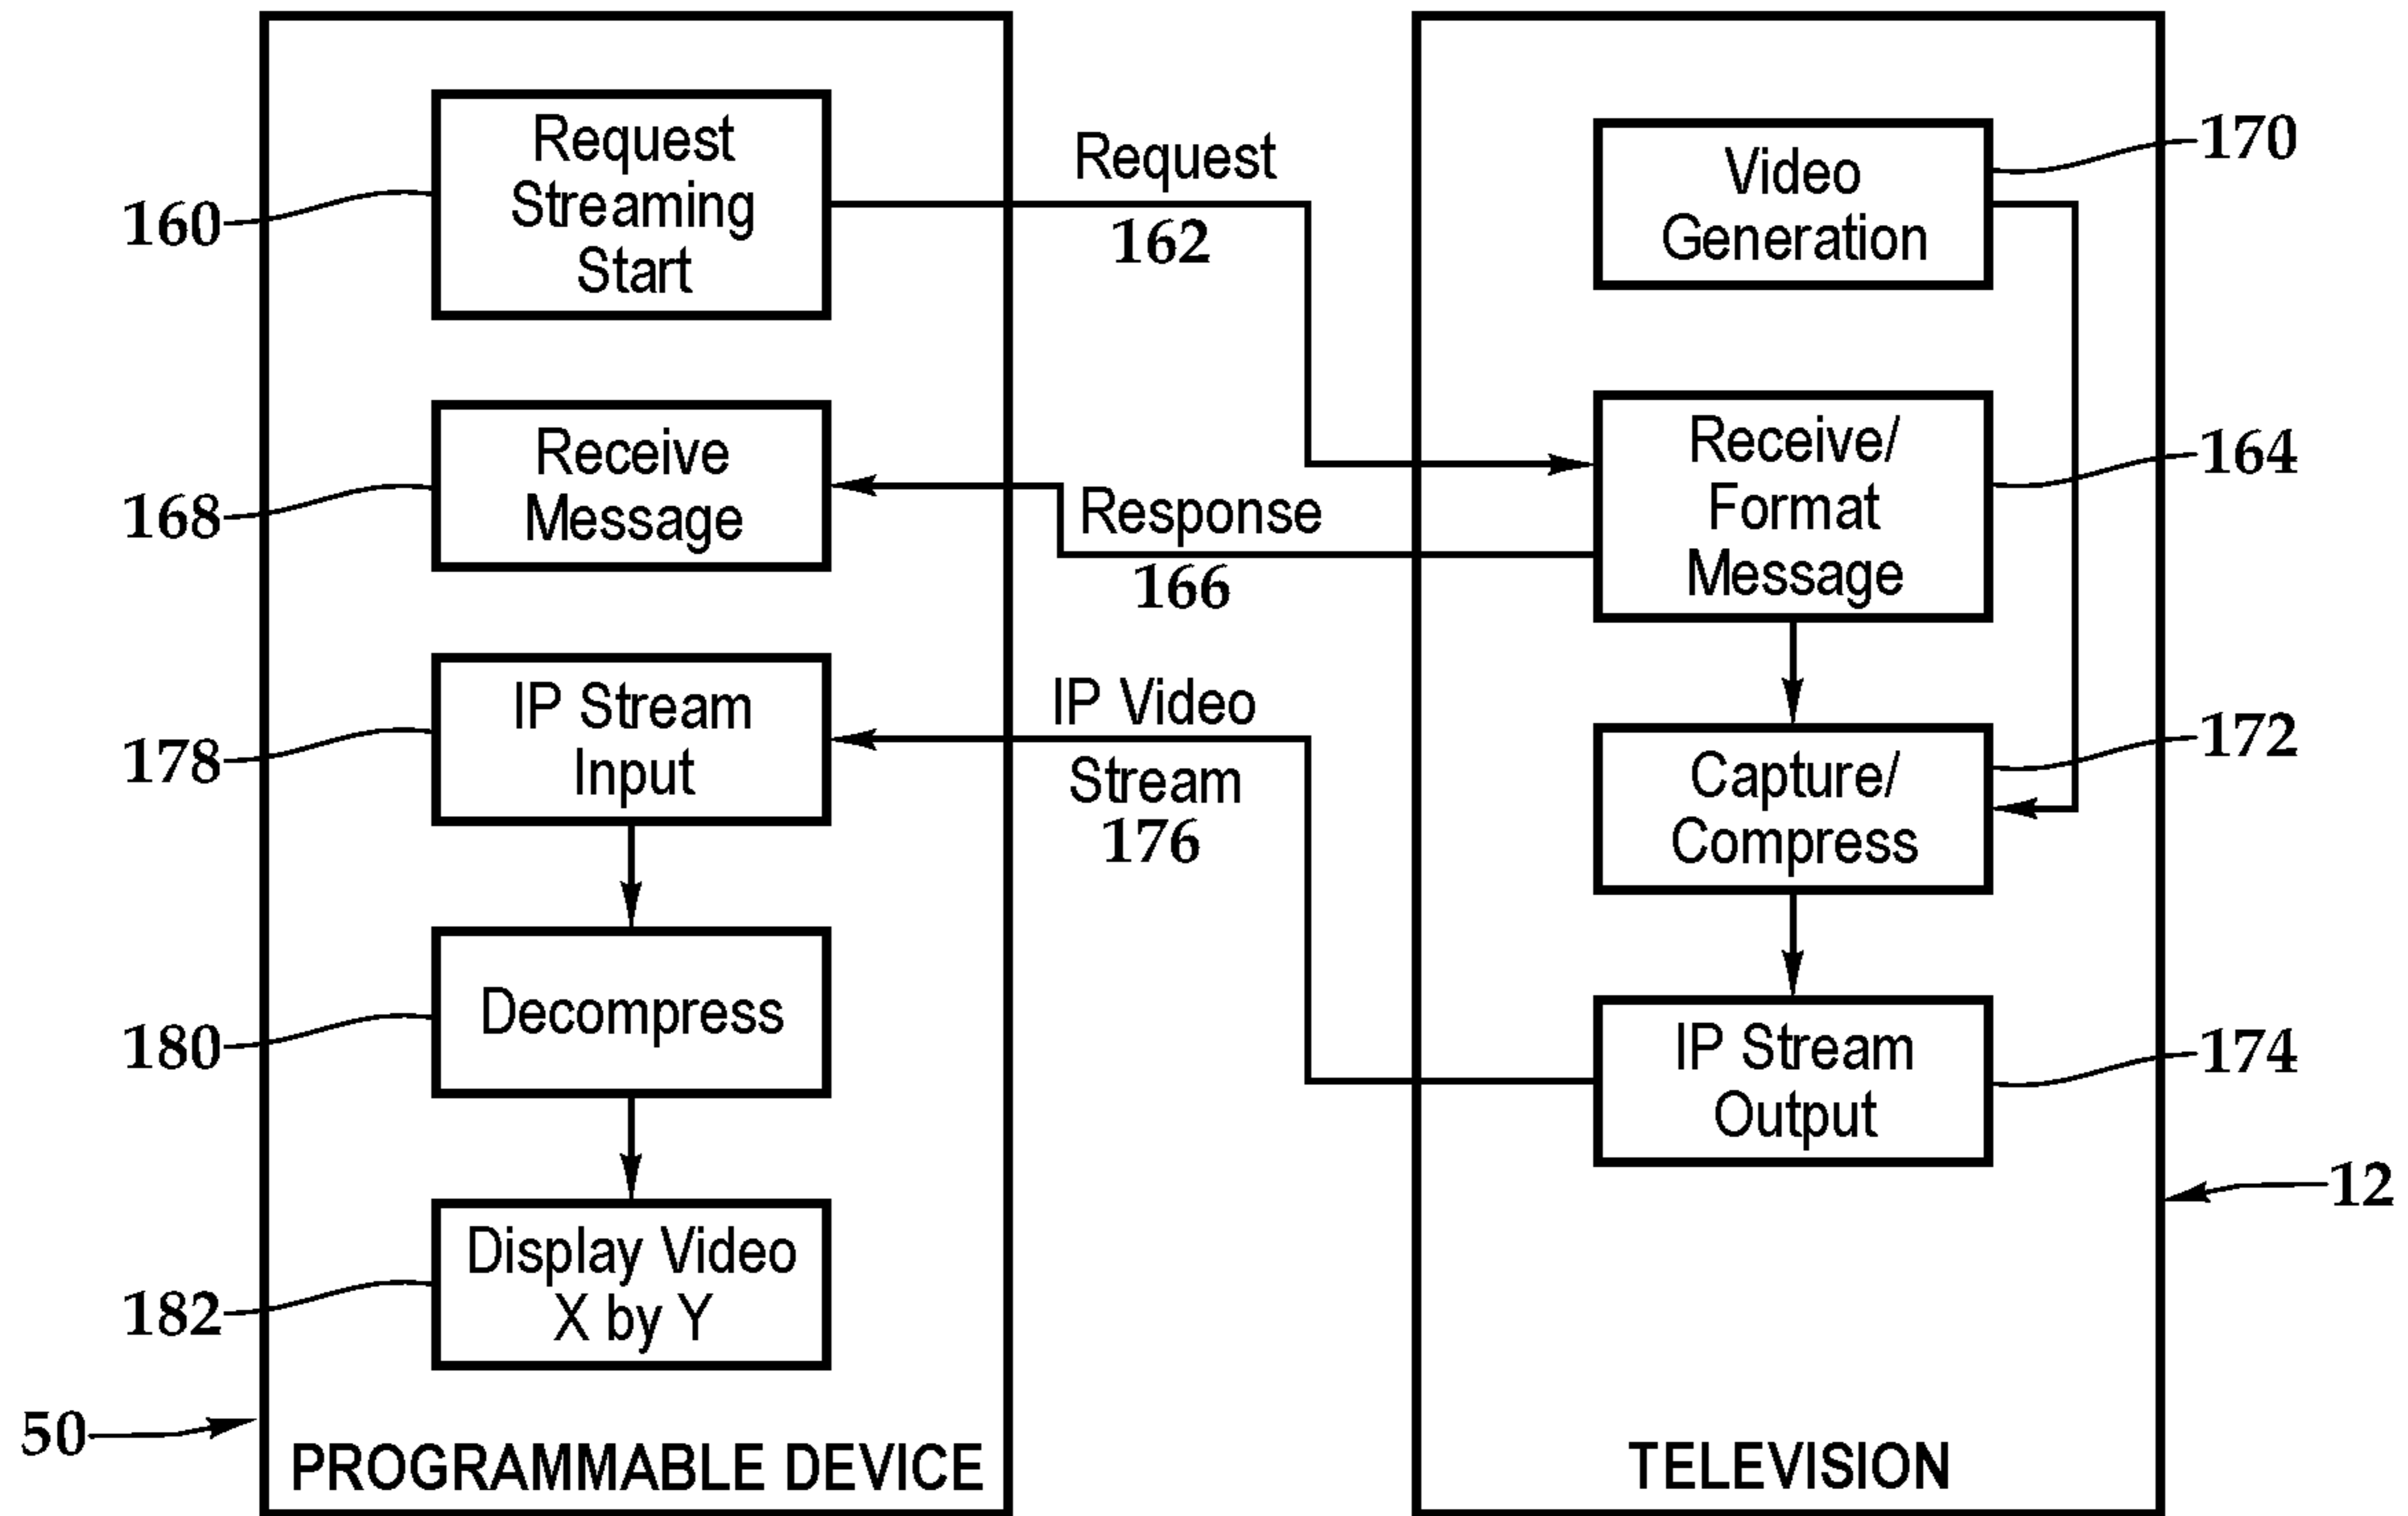 Request
Streaming
Start
160
Request
162
Video
Generation
170
Receive
Message
168
Response
166
Receive/
Format
Message
164
IP Stream
Input
178
IP Video
Stream
176
Capture/
Compress
172
Decompress
180
IP Stream
Output
174
Display Video
X by Y
182
12
50
PROGRAMMABLE DEVICE
TELEVISION